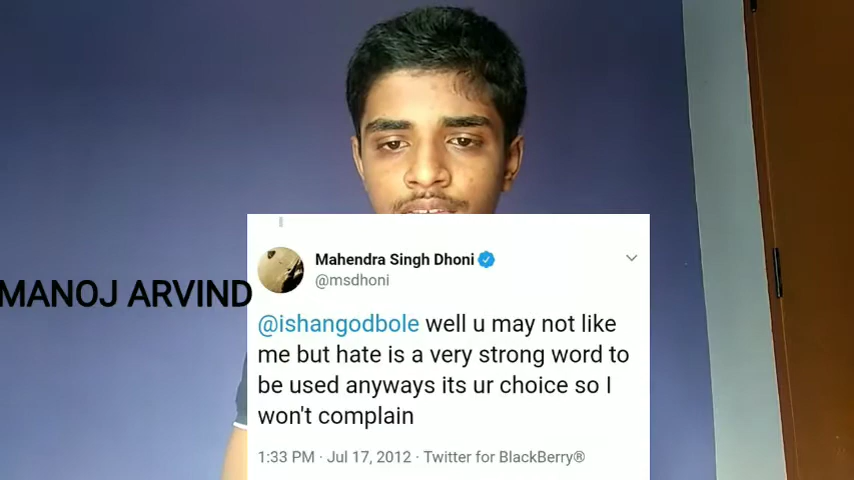 Mahendra Singh Dhoni
@msdhoni
MANOJ ARVIND
@ishangodbole well u may not like
me but hate is a very strong word to
be used anyways its ur choice so I
won't complain
1:33 PM · Jul 17, 2012 · Twitter for BlackBerry®